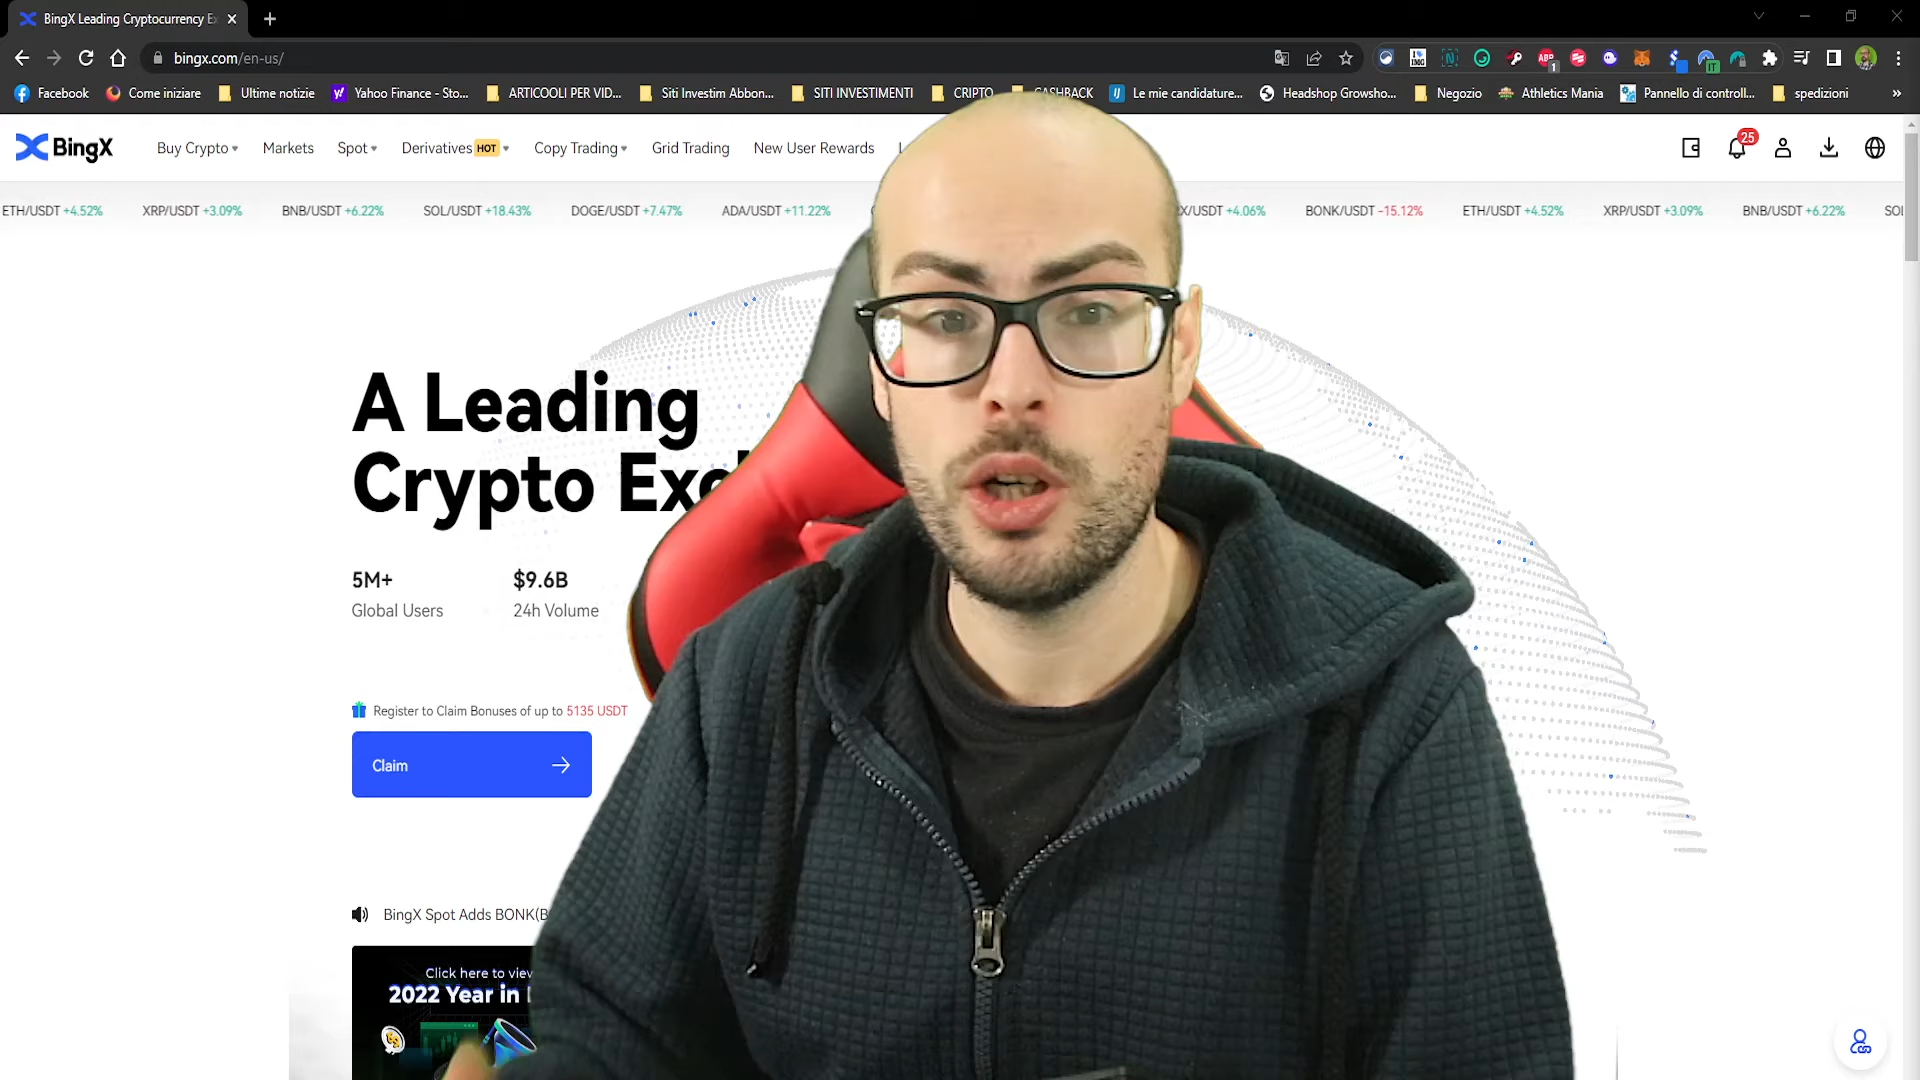 BingX Leading Cryptocurrency Ex
bingx.com/en-us/
Facebook
Come iniziare
Ultime notizie
Yahoo Finance - Sto...
ARTICOOLI PER VID...
Siti Investim Abbon...
SITI INVESTIMENTI
CRIPTO
CASHBACK
Le mie candidature...
Headshop Growsho...
Negozio
Athletics Mania
Pannello di controll...
spedizioni
»
BingX
Buy Crypto
Markets
Spot
Derivatives HOT
Copy Trading
Grid Trading
New User Rewards
25
ETH/USDT +4.52%
XRP/USDT +3.09%
BNB/USDT +6.22%
SOL/USDT +18.43%
DOGE/USDT +7.47%
ADA/USDT +11.22%
X/USDT +4.06%
BONK/USDT -15.12%
ETH/USDT +4.52%
XRP/USDT +3.09%
BNB/USDT +6.22%
A Leading
Crypto Exc
5M+
Global Users
$9.6B
24h Volume
Register to Claim Bonuses of up to 5135 USDT
Claim
BingX Spot Adds BONK(B
Click here to view
2022 Year in